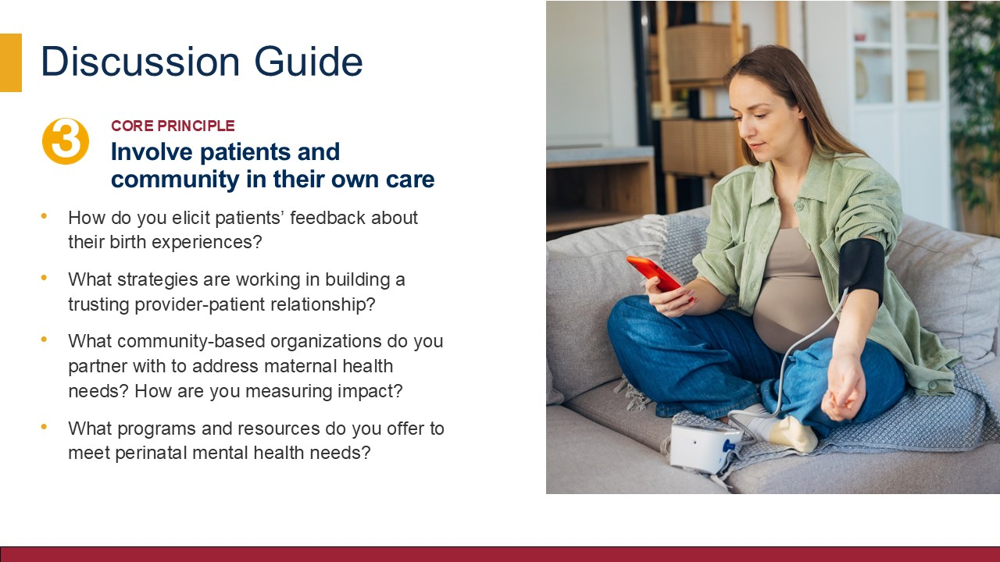 Discussion Guide
3
CORE PRINCIPLE
Involve patients and
community in their own care
• How do you elicit patients’ feedback about
their birth experiences?
• What strategies are working in building a
trusting provider-patient relationship?
• What community-based organizations do you
partner with to address maternal health
needs? How are you measuring impact?
• What programs and resources do you offer to
meet perinatal mental health needs?